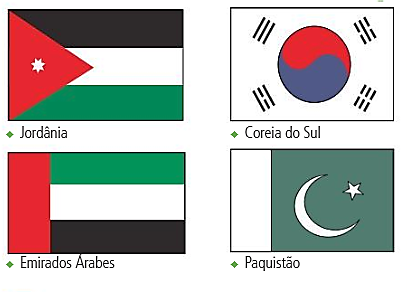 Jordânia
Coreia do Sul
Emirados Árabes
Paquistão